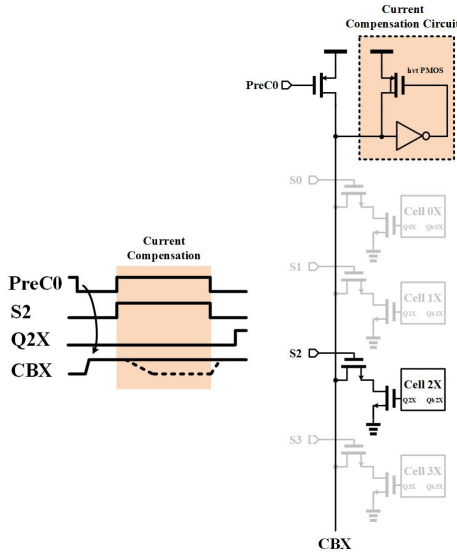 Current
Compensation Circuit
hvt PMOS
PreC0
S0
Cell 0X
Q0X Qb0X
S1
Cell 1X
Q1X Qb1X
S2
Cell 2X
Q2X Qb2X
S3
Cell 3X
Q3X Qb3X
CBX
Current
Compensation
PreC0
S2
Q2X
CBX